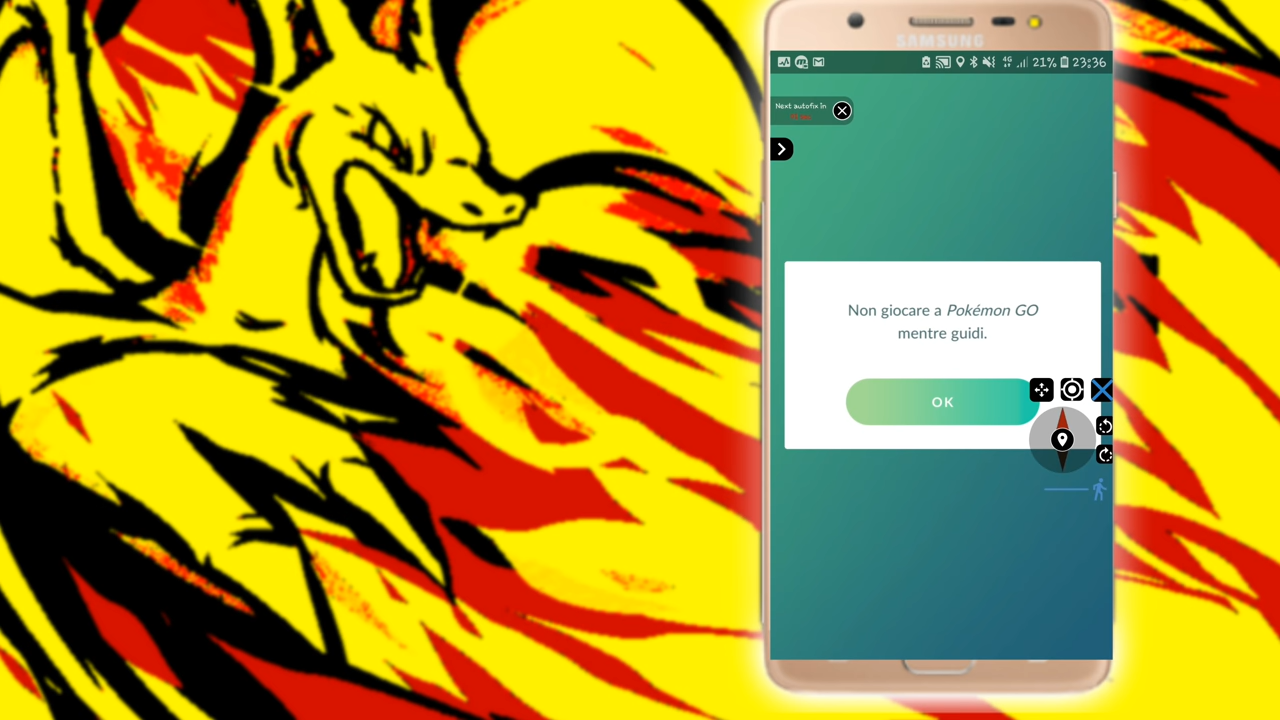 SAMSUNG
21% 23:36
Next autofix in
Non giocare a Pokémon GO
mentre guidi.
OK